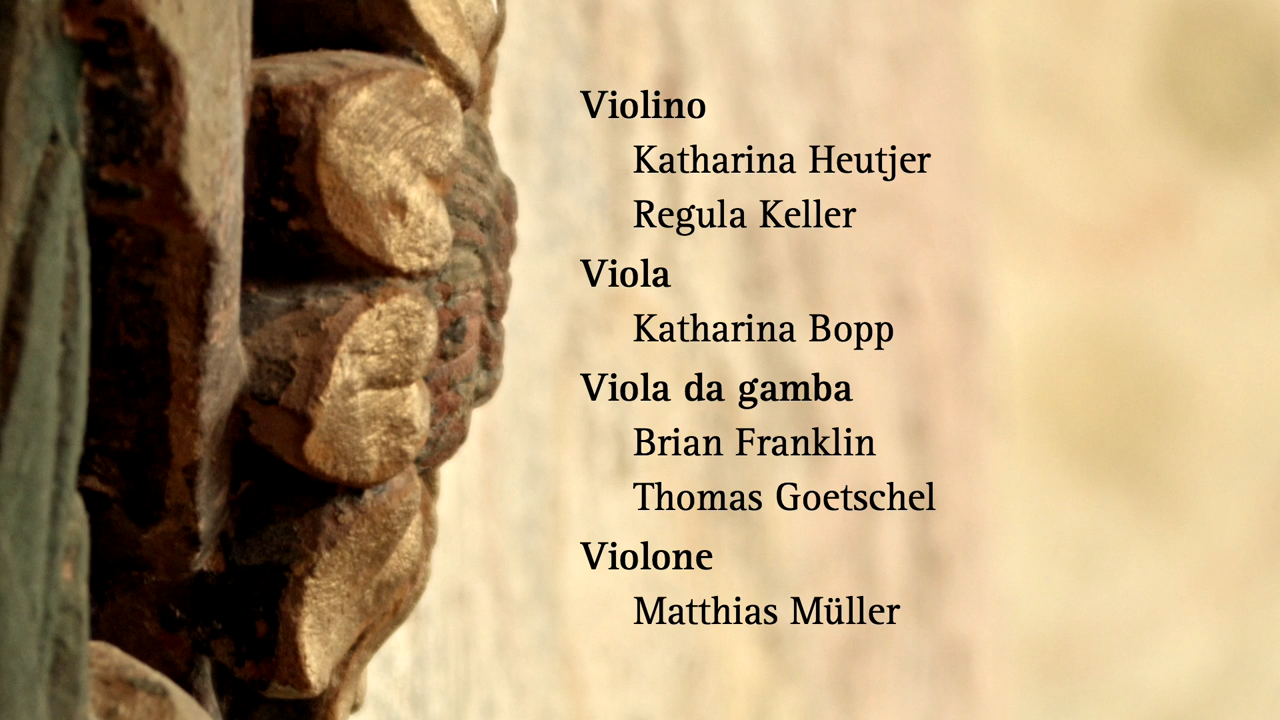 Violino
Katharina Heutjer
Regula Keller
Viola
Katharina Bopp
Viola da gamba
Brian Franklin
Thomas Goetschel
Violone
Matthias Müller